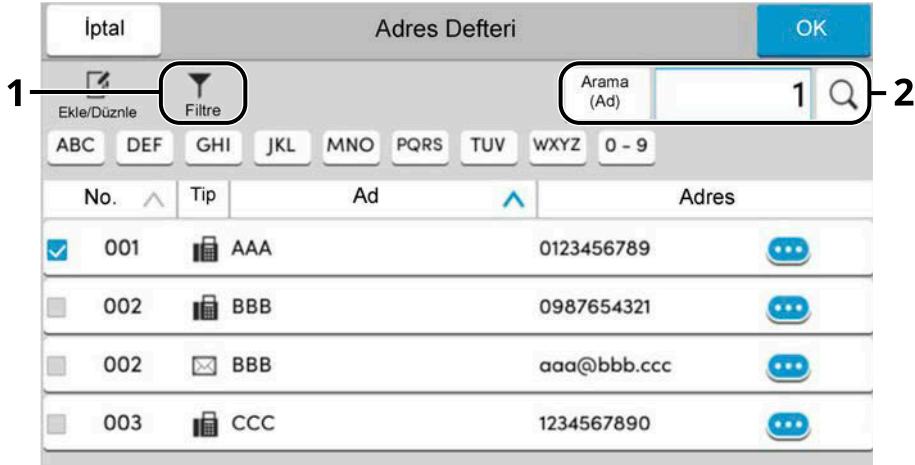 İptal Adres Defteri OK
1 Ekle/Düznle Filtre Arama (Ad) 1 2
ABC DEF GHI JKL MNO PQRS TUV WXYZ 0 - 9
No. Tip Ad Adres
001 AAA 0123456789
002 BBB 0987654321
002 BBB aaa@bbb.ccc
003 CCC 1234567890